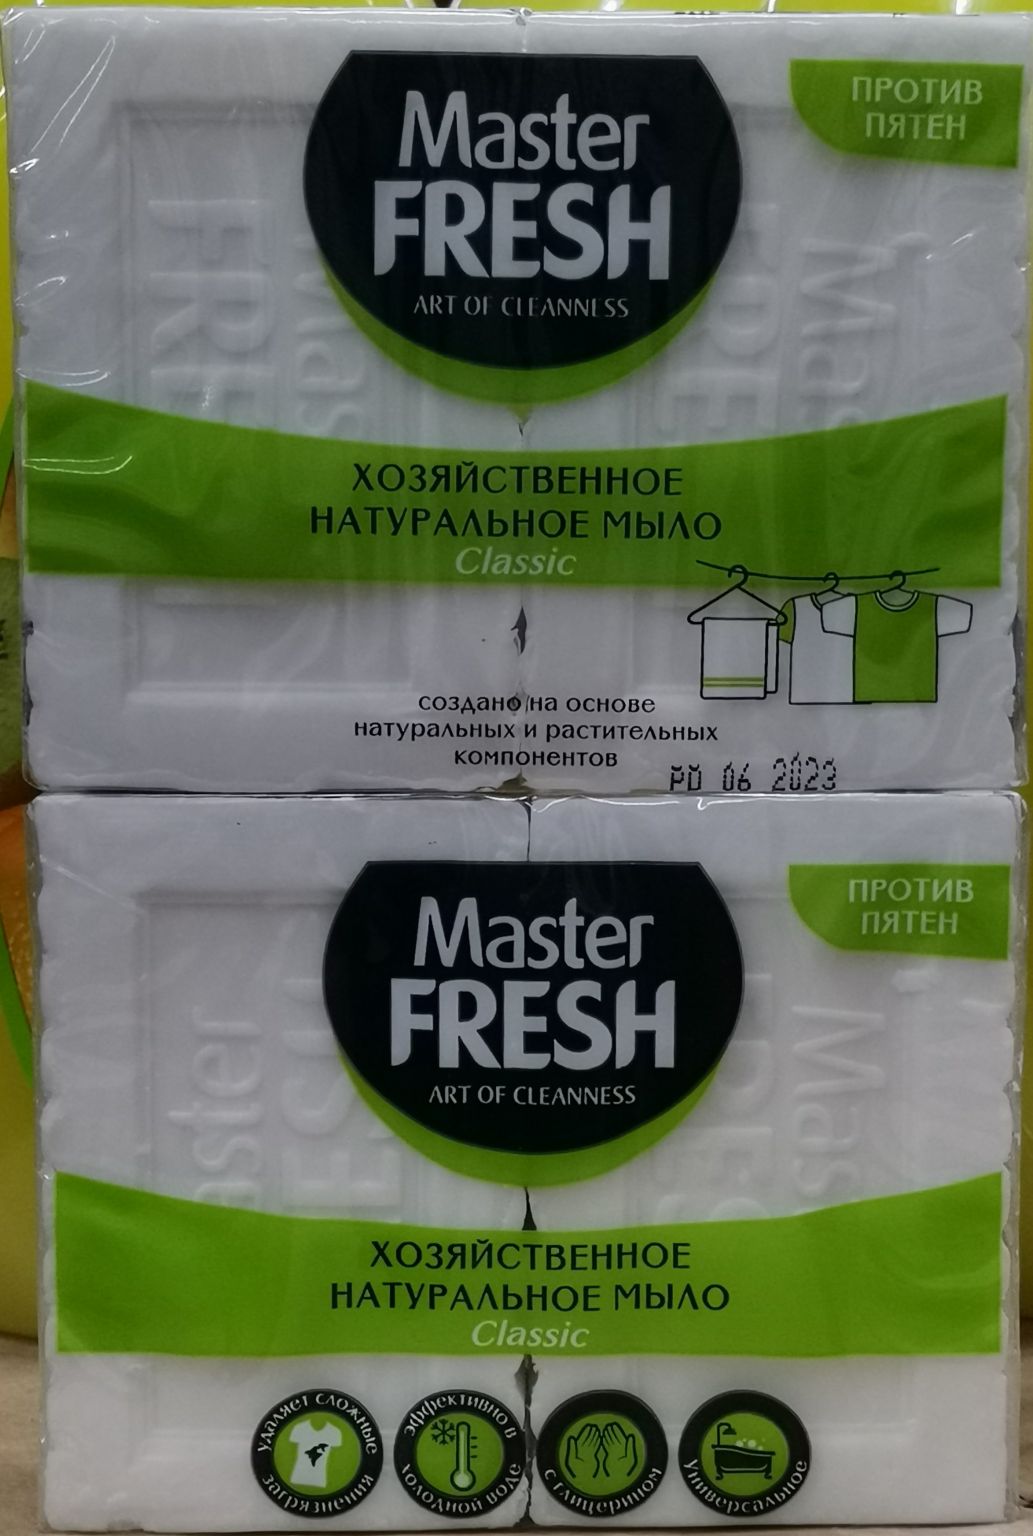 ПРОТИВ
ПЯТЕН
Master
FRESH
ART OF CLEANNESS
ХОЗЯЙСТВЕННОЕ
НАТУРАЛЬНОЕ МЫЛО
Classic
создано на основе
натуральных и растительных
компонентов
PD 06 2023
ПРОТИВ
ПЯТЕН
Master
FRESH
ART OF CLEANNESS
ХОЗЯЙСТВЕННОЕ
НАТУРАЛЬНОЕ МЫЛО
Classic
удаляет сложные
загрязнения
эффективно в
холодной воде
с глицерином
универсальное